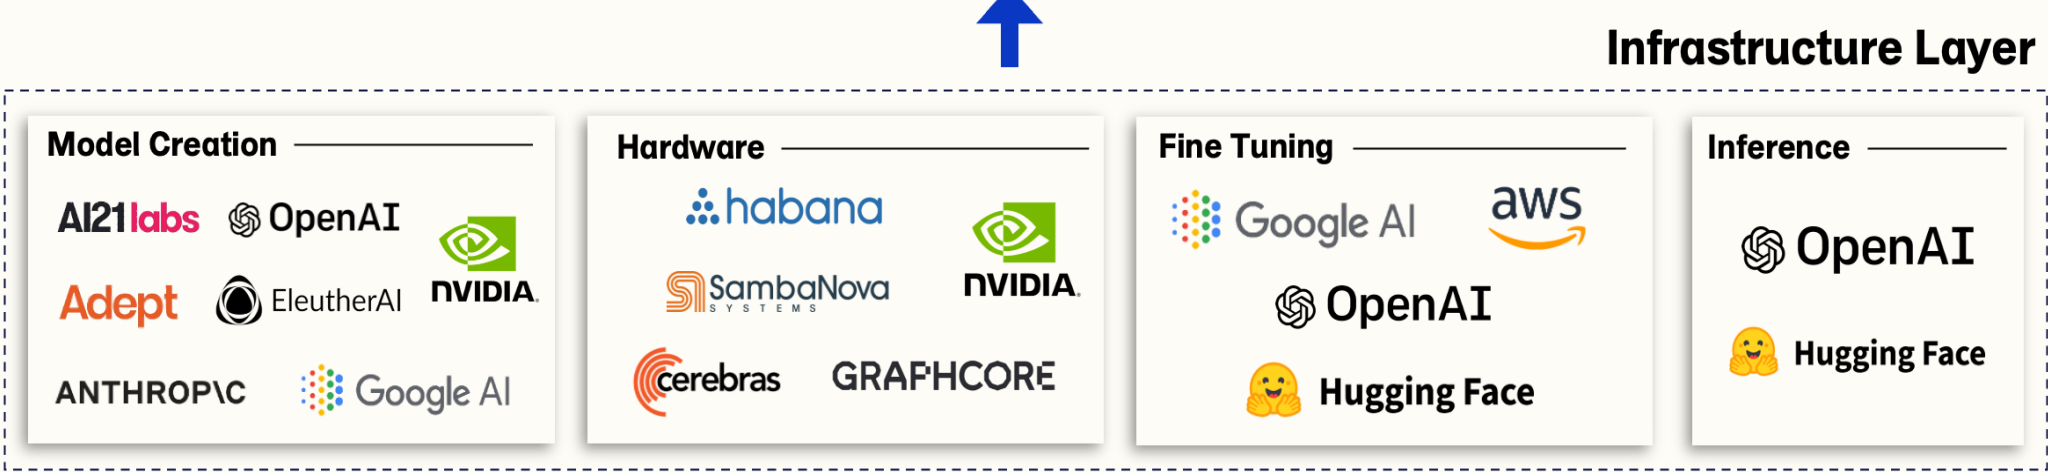 Infrastructure Layer
Model Creation
AI21labs
OpenAI
NVIDIA.
Adept
EleutherAI
ANTHROP\C
Google AI
Hardware
habana
NVIDIA.
SambaNova
SYSTEMS
cerebras
GRAPHCORE
Fine Tuning
Google AI
aws
OpenAI
Hugging Face
Inference
OpenAI
Hugging Face